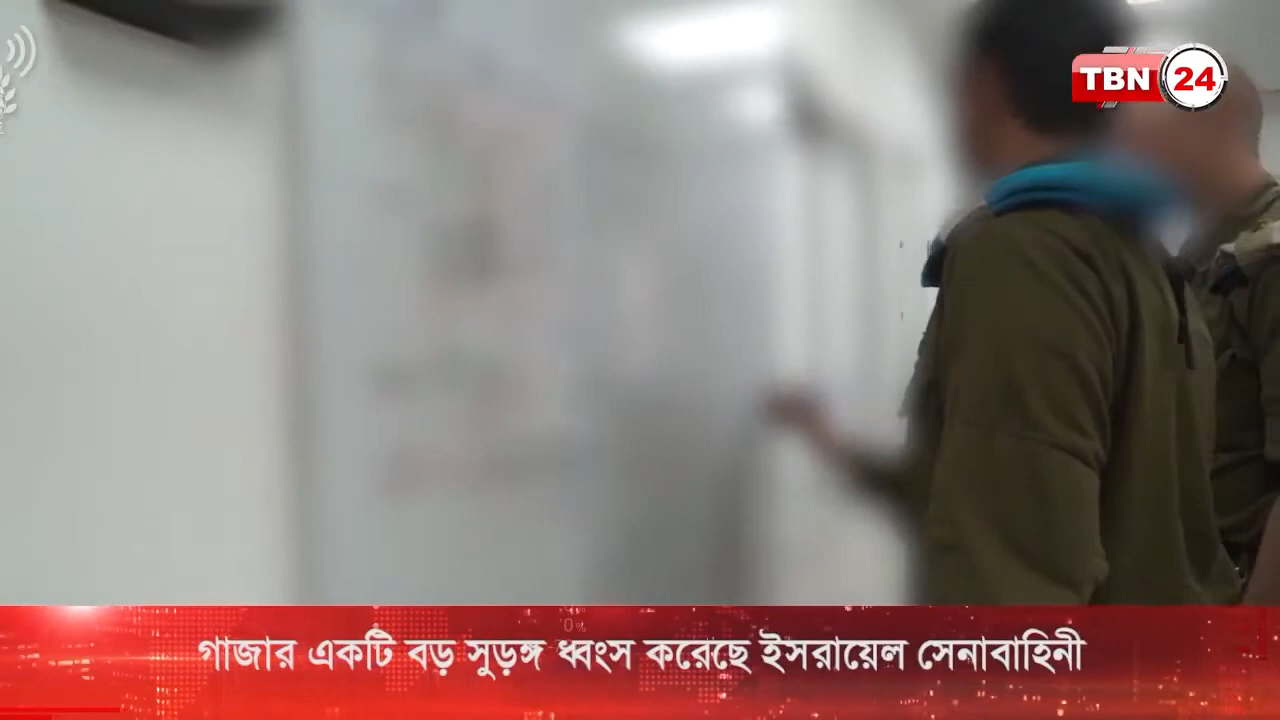 TBN 24
গাজার একটি বড় সুড়ঙ্গ ধ্বংস করেছে ইসরায়েল সেনাবাহিনী